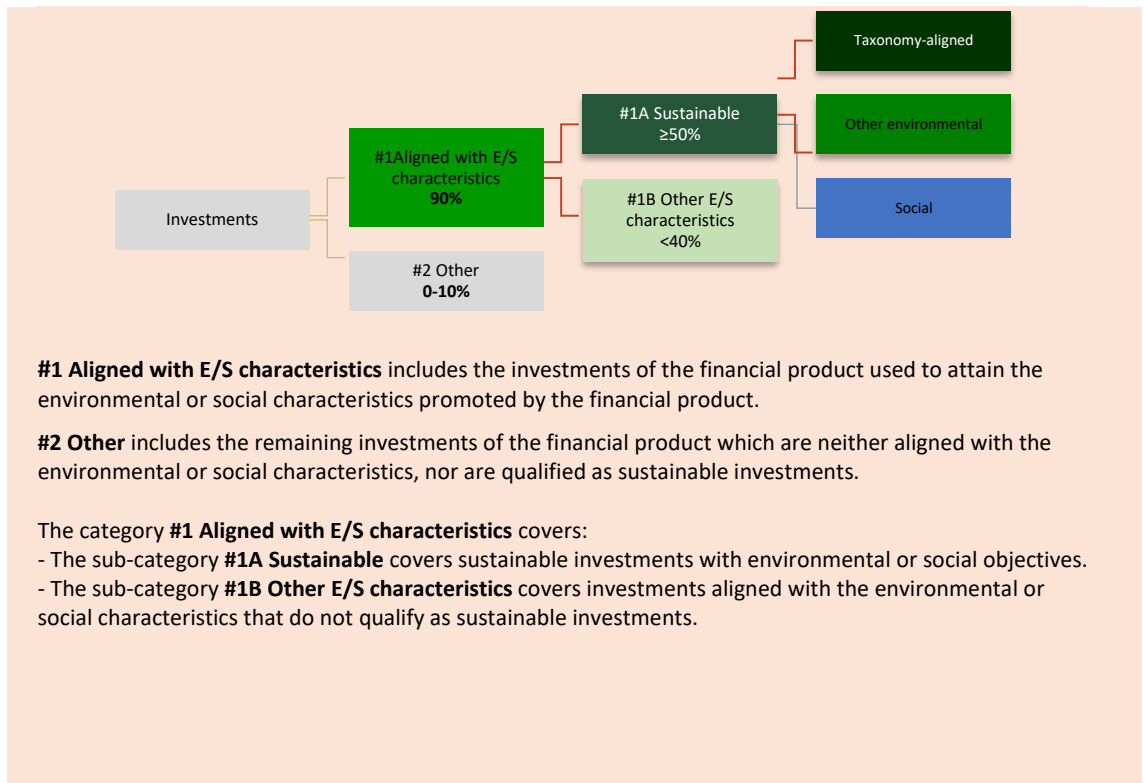 Taxonomy-aligned
#1A Sustainable
≥50%
Other environmental
#1Aligned with E/S
characteristics
90%
#1B Other E/S
characteristics
<40%
Social
Investments
#2 Other
0-10%
#1 Aligned with E/S characteristics includes the investments of the financial product used to attain the
environmental or social characteristics promoted by the financial product.
#2 Other includes the remaining investments of the financial product which are neither aligned with the
environmental or social characteristics, nor are qualified as sustainable investments.
The category #1 Aligned with E/S characteristics covers:
- The sub-category #1A Sustainable covers sustainable investments with environmental or social objectives.
- The sub-category #1B Other E/S characteristics covers investments aligned with the environmental or
social characteristics that do not qualify as sustainable investments.